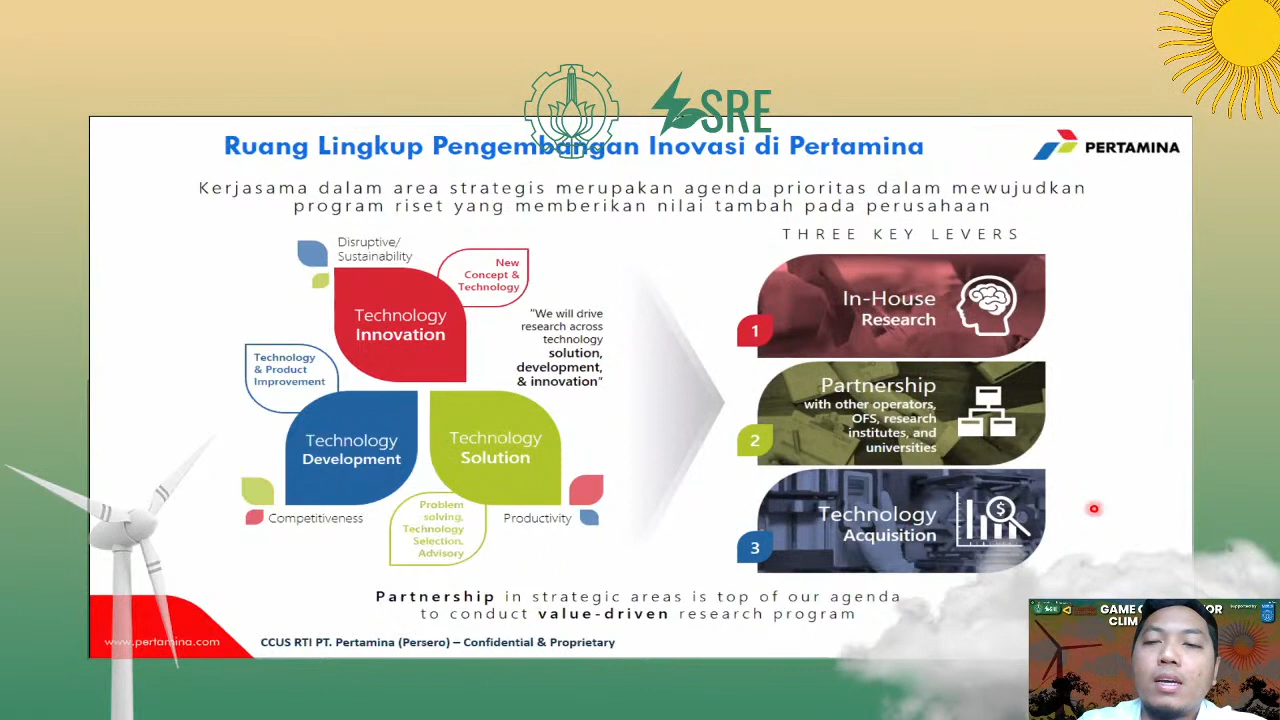 SRE
Ruang Lingkup Pengembangan Inovasi di Pertamina
PERTAMINA
Kerjasama dalam area strategis merupakan agenda prioritas dalam mewujudkan
program riset yang memberikan nilai tambah pada perusahaan
Disruptive/
Sustainability
New
Concept &
Technology
Technology
Innovation
"We will drive
research across
technology
solution,
development,
& innovation"
Technology
& Product
Improvement
Technology
Development
Technology
Solution
Competitiveness
Problem
solving,
Technology
Selection,
Advisory
Productivity
THREE KEY LEVERS
1
In-House
Research
2
Partnership
with other operators,
OFS, research
institutes, and
universities
3
Technology
Acquisition
$
Partnership in strategic areas is top of our agenda
to conduct value-driven research program
www.pertamina.com
CCUS RTI PT. Pertamina (Persero) – Confidential & Proprietary
SRE